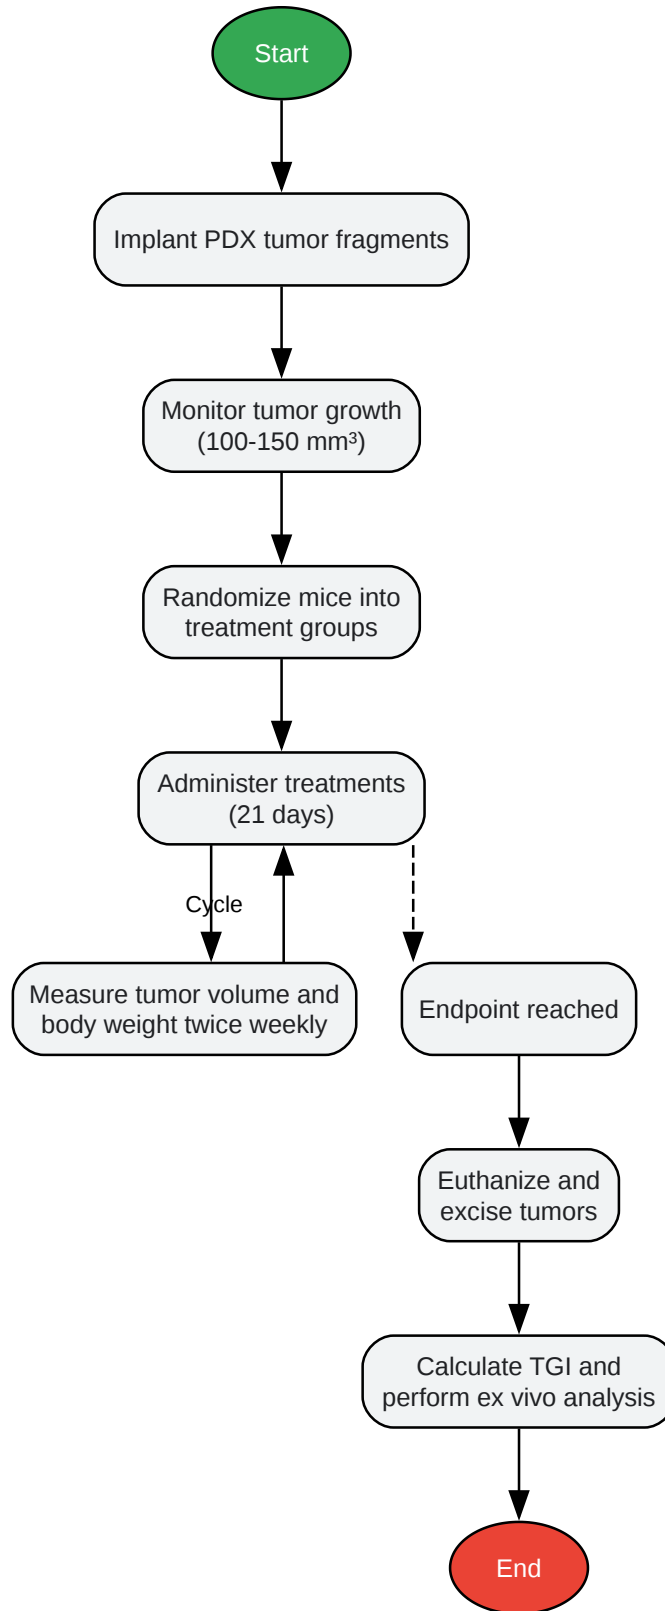 Start
Implant PDX tumor fragments
Monitor tumor growth
(100-150 mm³)
Randomize mice into
treatment groups
Administer treatments
(21 days)
Cycle
Measure tumor volume and
body weight twice weekly
Endpoint reached
Euthanize and
excise tumors
Calculate TGI and
perform ex vivo analysis
End